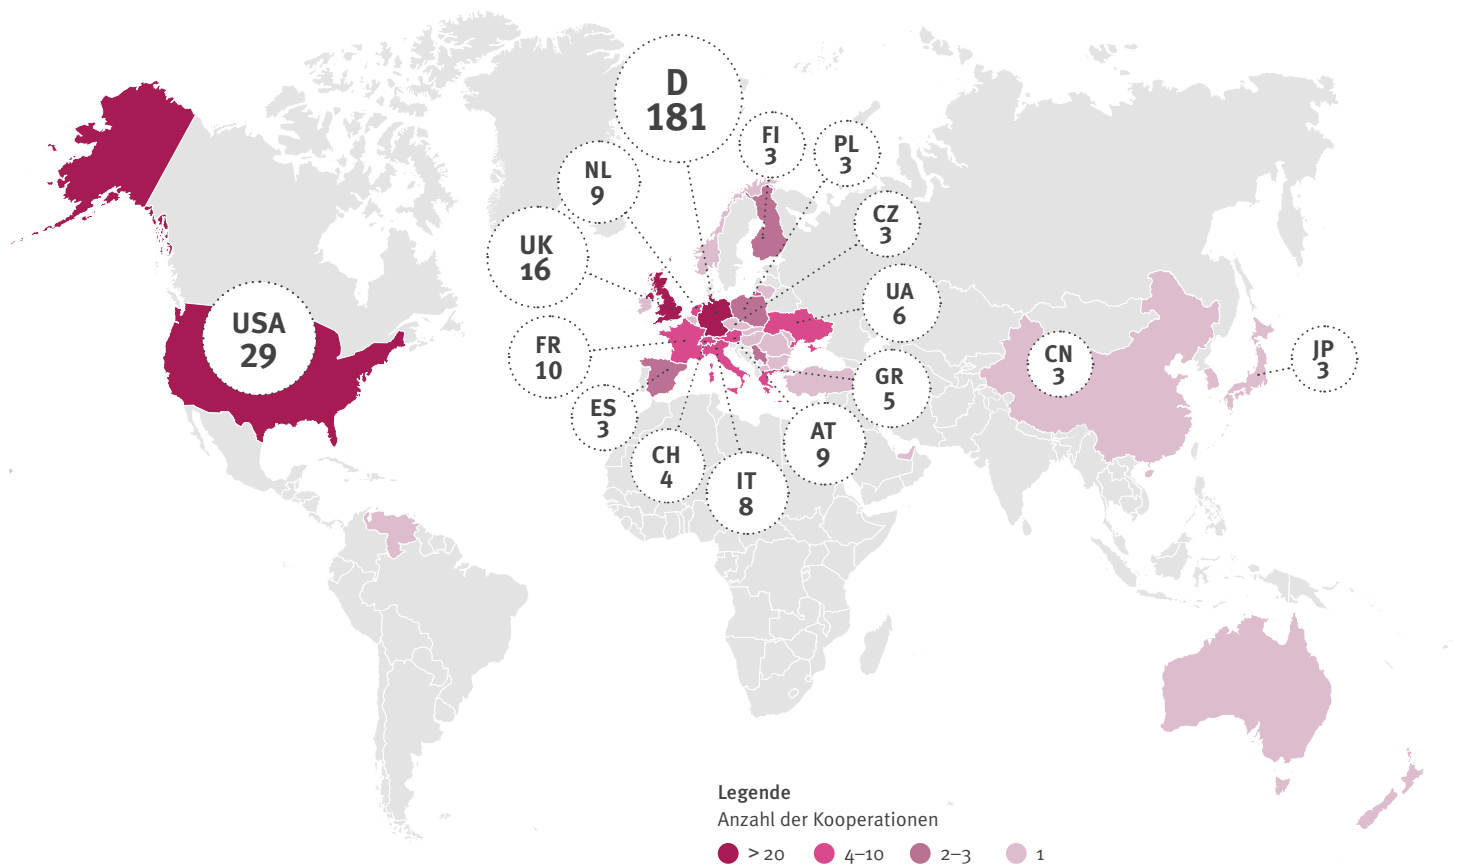 D
181
FI
3
PL
3
NL
9
CZ
3
UK
16
UA
6
USA
29
FR
10
CN
3
JP
3
GR
5
ES
3
AT
9
CH
4
IT
8
Legende
Anzahl der Kooperationen
> 20
4–10
2–3
1